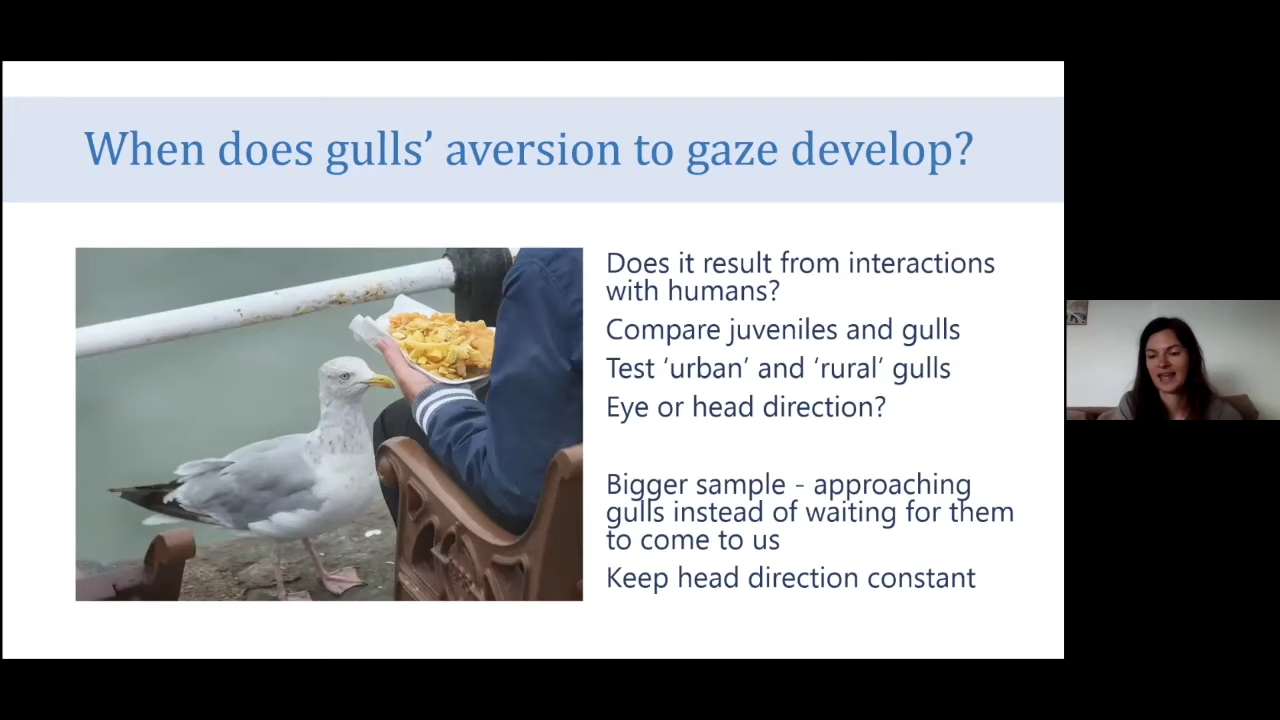 When does gulls’ aversion to gaze develop?
Does it result from interactions
with humans?
Compare juveniles and gulls
Test ‘urban’ and ‘rural’ gulls
Eye or head direction?
Bigger sample - approaching
gulls instead of waiting for them
to come to us
Keep head direction constant